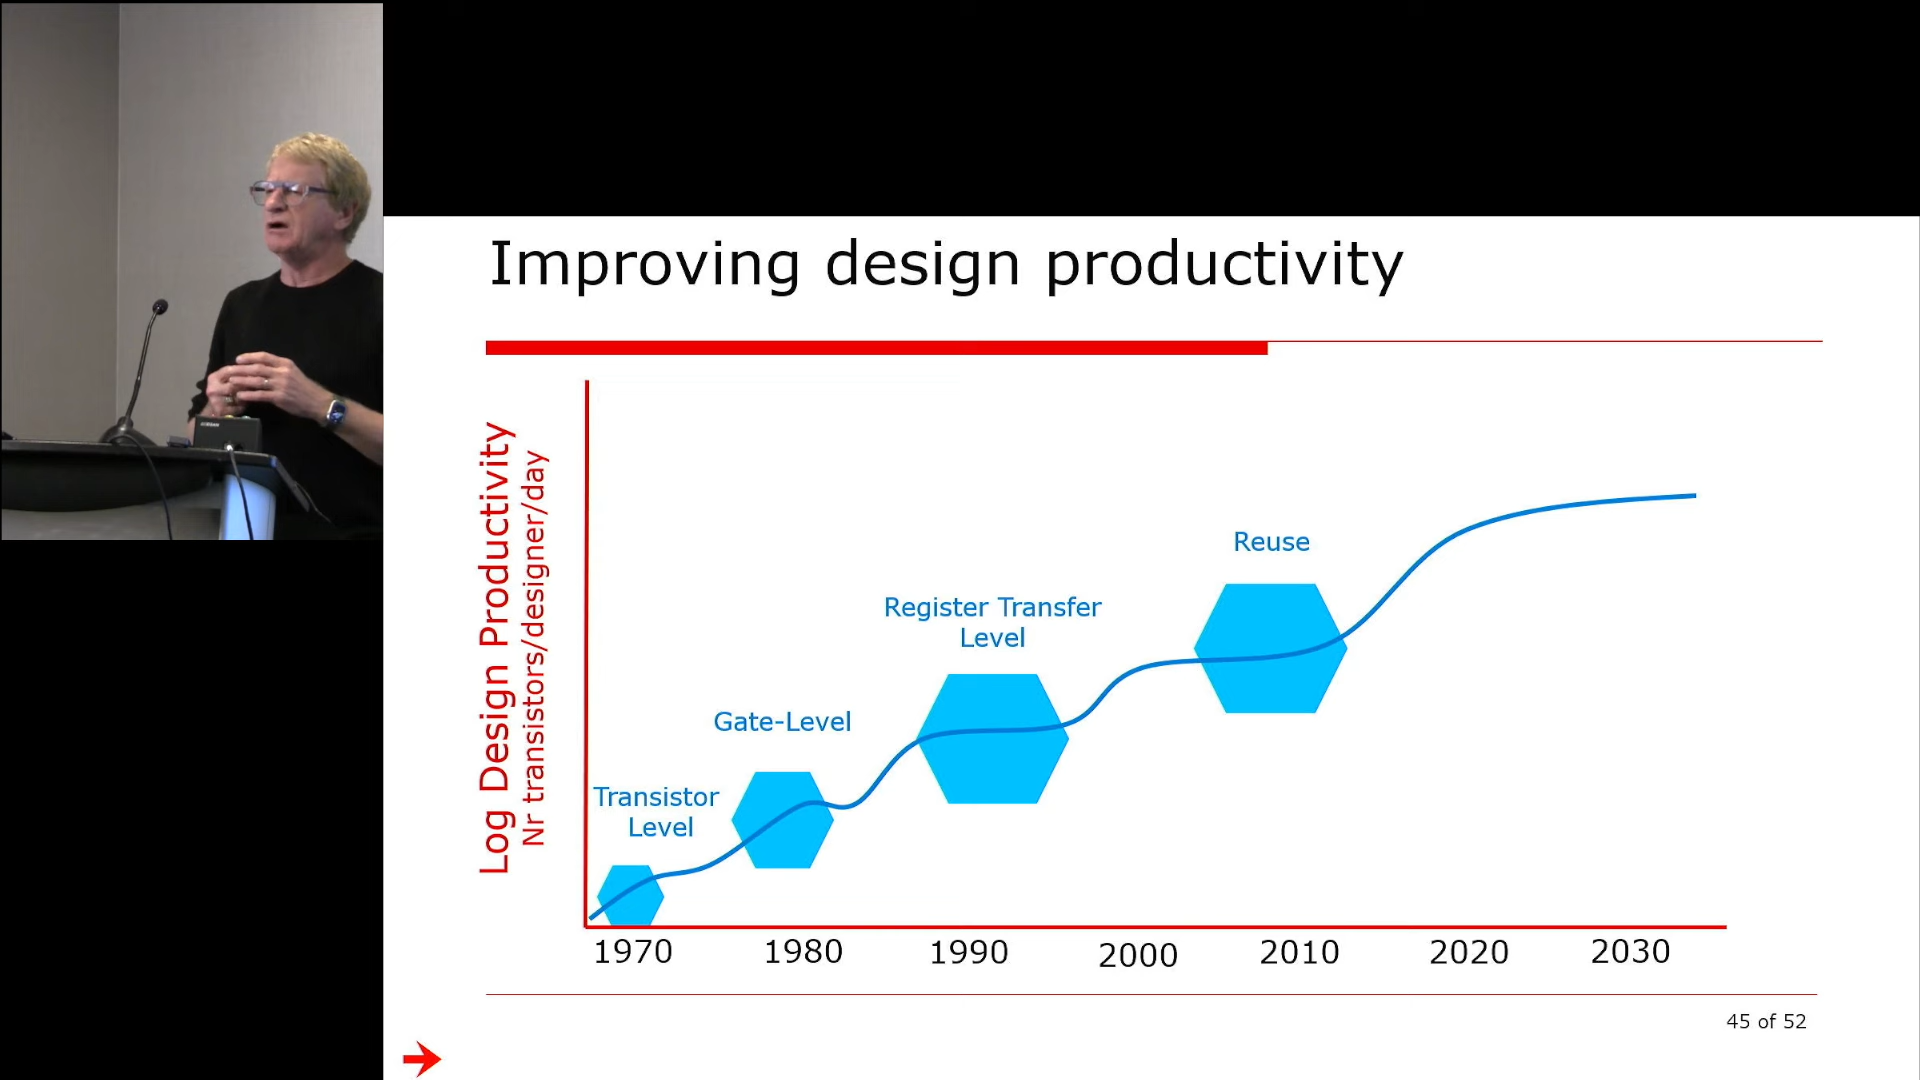 Improving design productivity
Log Design Productivity
Nr transistors/designer/day
Reuse
Register Transfer
Level
Gate-Level
Transistor
Level
1970 1980 1990 2000 2010 2020 2030
45 of 52